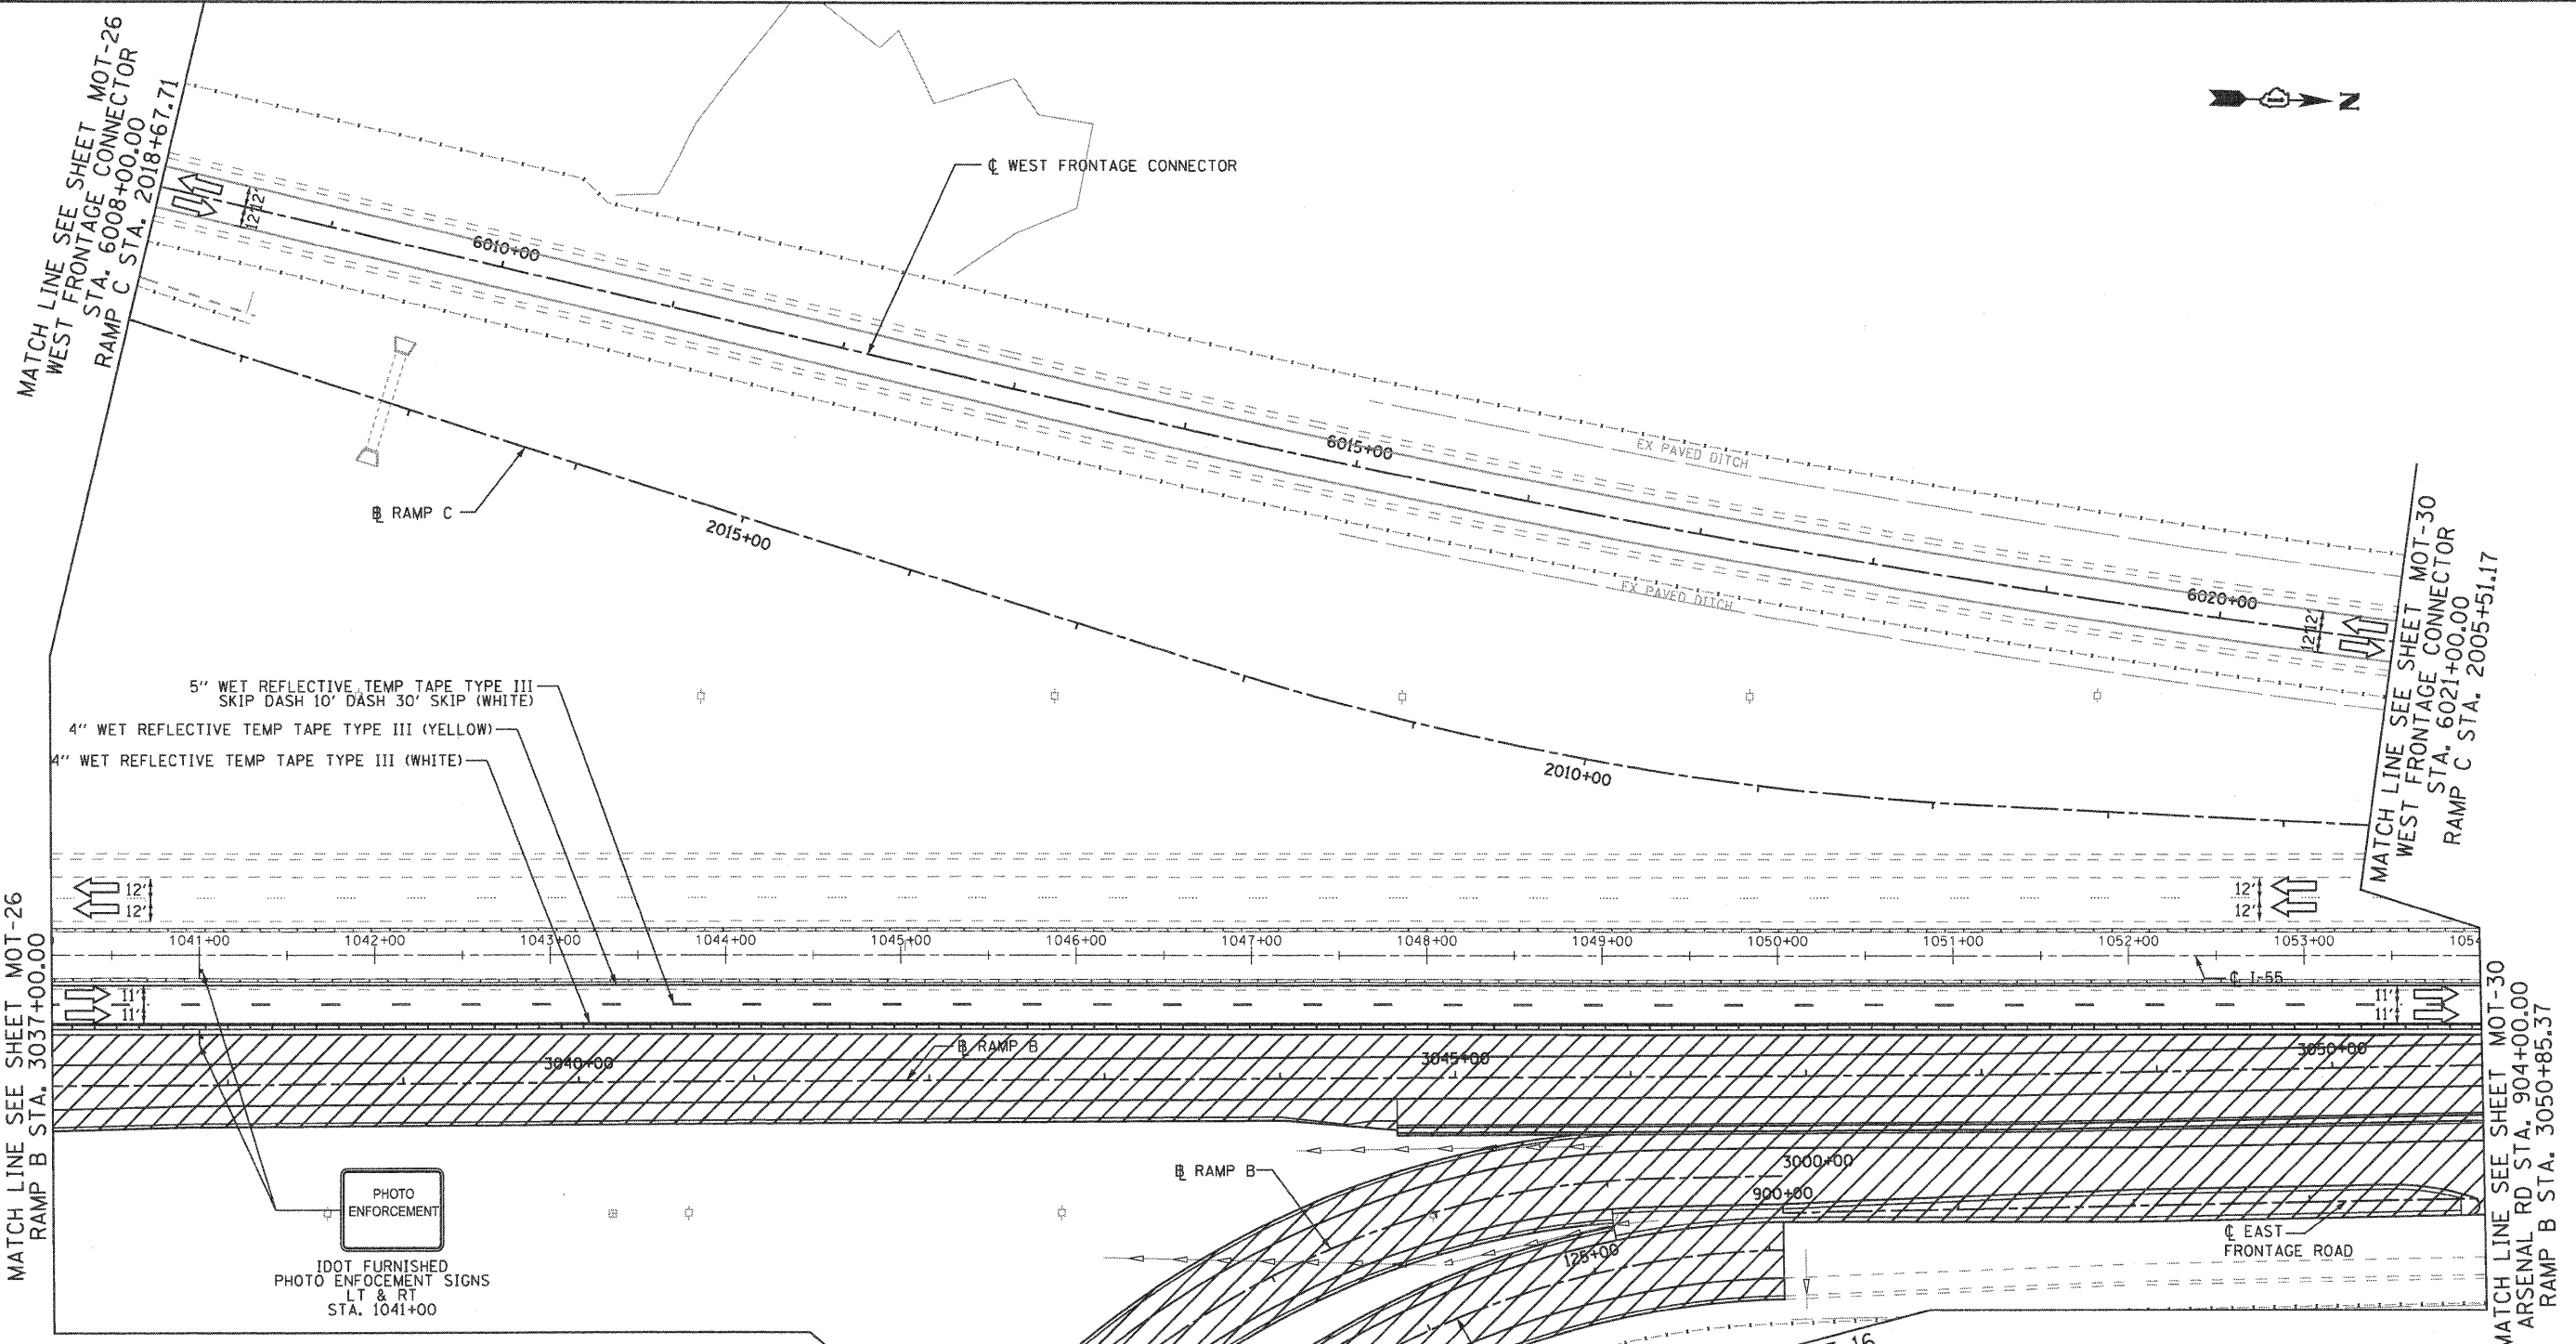 MATCH LINE SEE SHEET MOT-26
WEST FRONTAGE CONNECTOR
STA. 6008+00.00
RAMP C STA. 2018+67.71
N
℄ WEST FRONTAGE CONNECTOR
12'
12'
6010+00
6015+00
EX PAVED DITCH
EX PAVED DITCH
6020+00
12'
12'
℄ RAMP C
2015+00
2010+00
MATCH LINE SEE SHEET MOT-30
WEST FRONTAGE CONNECTOR
STA. 6021+00.00
RAMP C STA. 2005+51.17
5" WET REFLECTIVE TEMP TAPE TYPE III
SKIP DASH 10' DASH 30' SKIP (WHITE)
4" WET REFLECTIVE TEMP TAPE TYPE III (YELLOW)
4" WET REFLECTIVE TEMP TAPE TYPE III (WHITE)
12'
12'
12'
12'
1041+00
1042+00
1043+00
1044+00
1045+00
1046+00
1047+00
1048+00
1049+00
1050+00
1051+00
1052+00
1053+00
1054
℄ I-55
11'
11'
11'
11'
MATCH LINE SEE SHEET MOT-26
RAMP B STA. 3037+00.00
3040+00
℄ RAMP B
3045+00
3050+00
℄ RAMP B
3000+00
900+00
125+00
℄ EAST
FRONTAGE ROAD
PHOTO
ENFORCEMENT
IDOT FURNISHED
PHOTO ENFOCEMENT SIGNS
LT & RT
STA. 1041+00
MATCH LINE SEE SHEET MOT-30
ARSENAL RD STA. 904+00.00
RAMP B STA. 3050+85.37
16